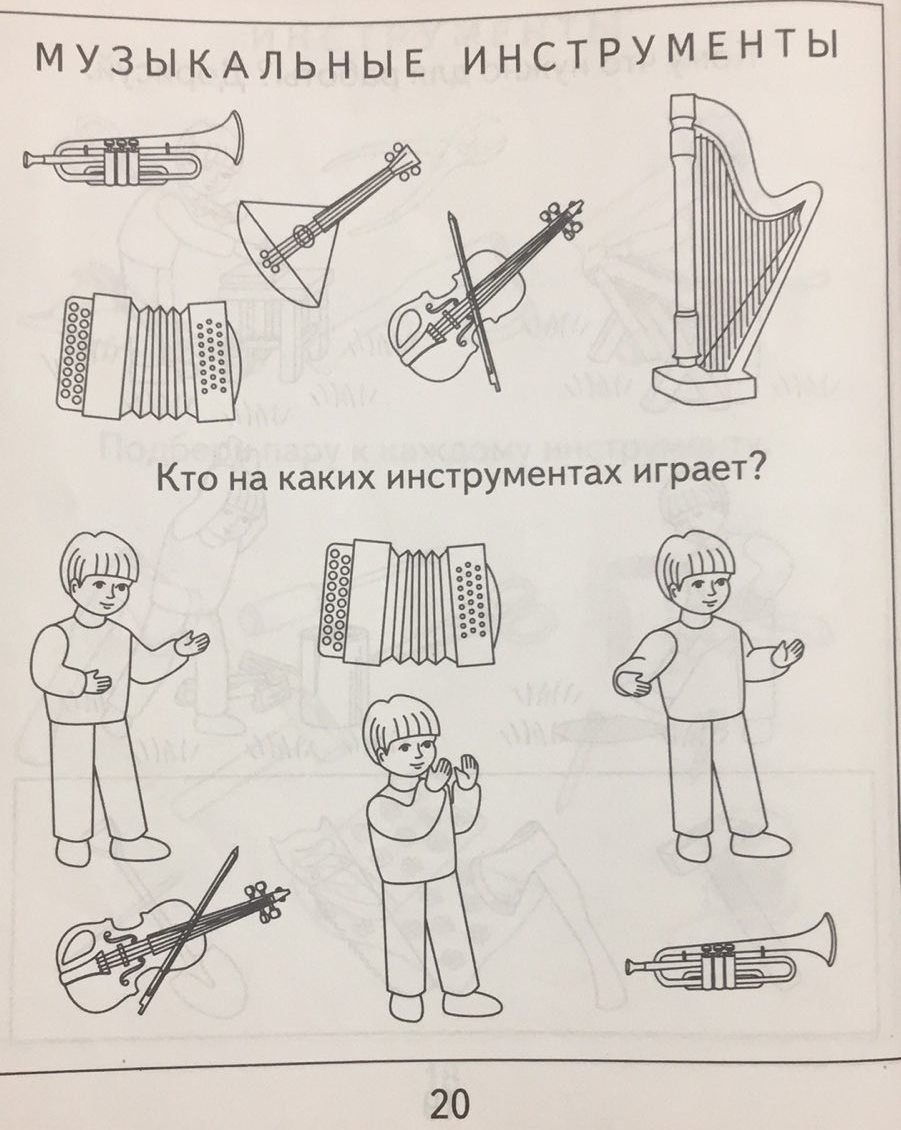 МУЗЫКАЛЬНЫЕ ИНСТРУМЕНТЫ
Кто на каких инструментах играет?
20